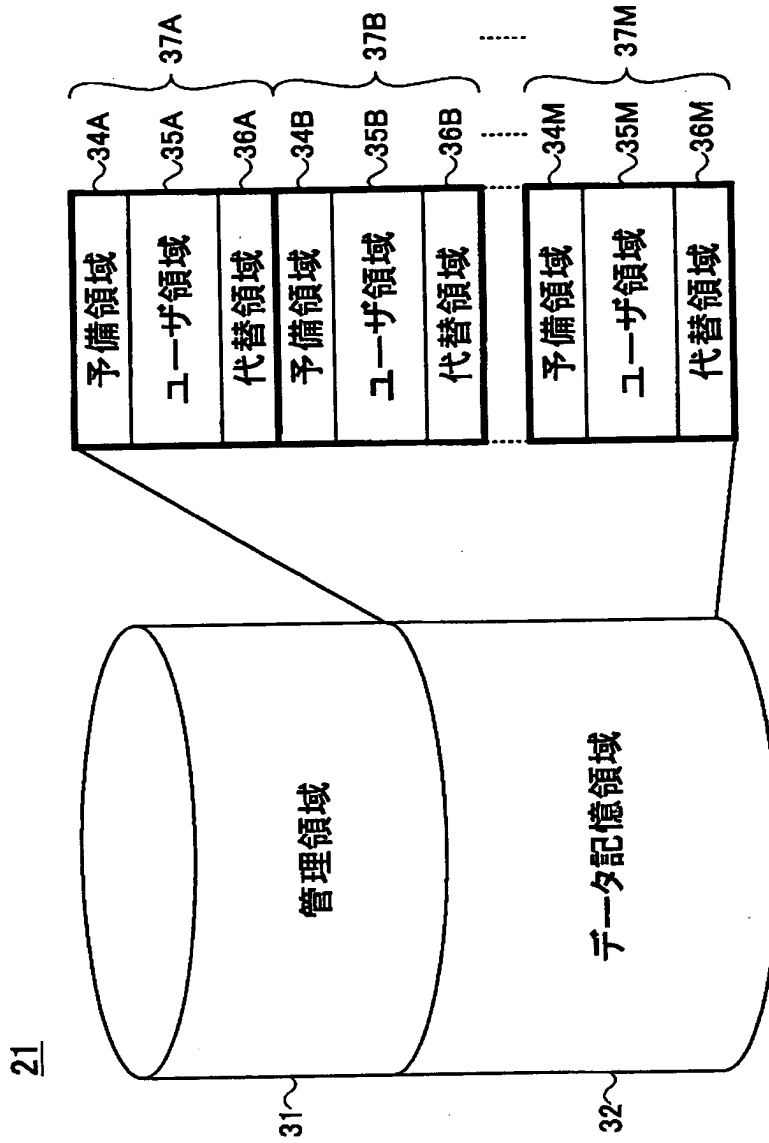 21
31
管理領域
32
データ記憶領域
予備領域 34A
ユーザ領域 35A
代替領域 36A
37A
予備領域 34B
ユーザ領域 35B
代替領域 36B
37B
予備領域 34M
ユーザ領域 35M
代替領域 36M
37M